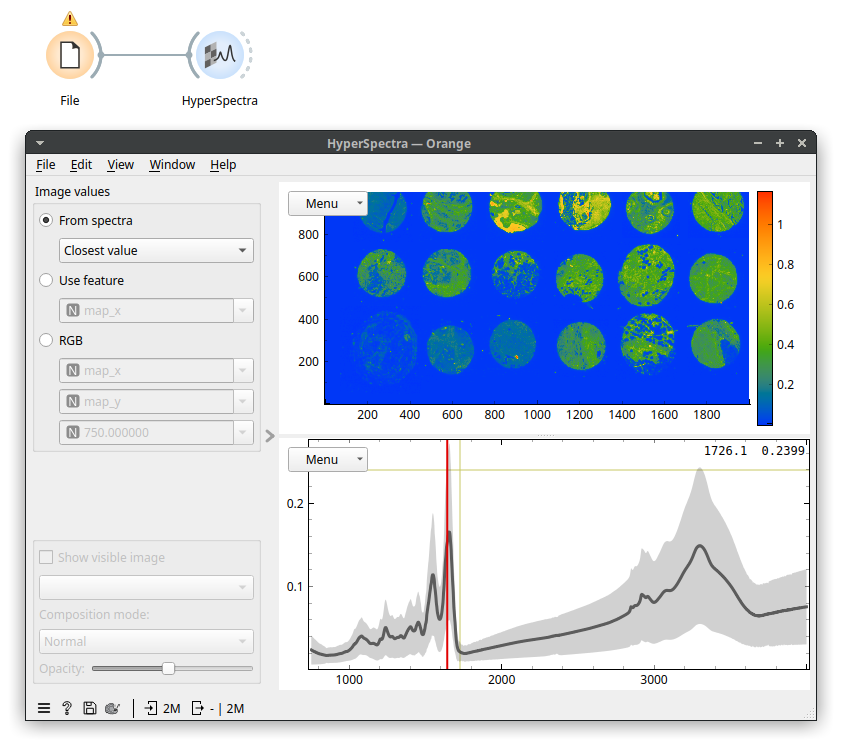 File
HyperSpectra
HyperSpectra — Orange
File Edit View Window Help
Image values
From spectra
Closest value
Use feature
N map_x
RGB
N map_x
N map_y
N 750.000000
Show visible image
Composition mode:
Normal
Opacity:
2M - | 2M
Menu
800
600
400
200
200 400 600 800 1000 1200 1400 1600 1800
1
0.8
0.6
0.4
0.2
Menu
1726.1 0.2399
0.2
0.1
1000 2000 3000